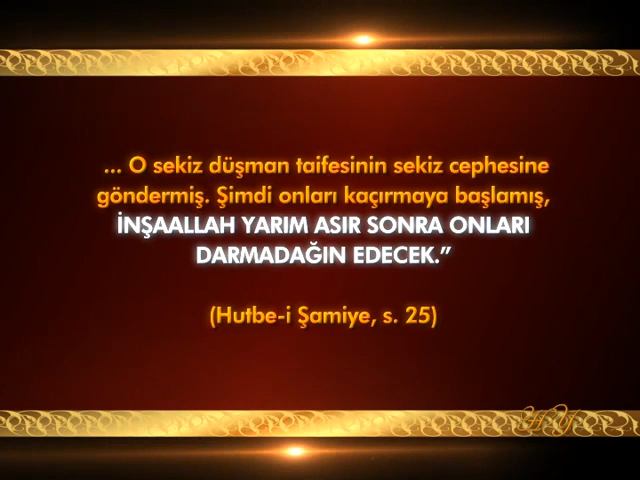 ... O sekiz düşman taifesinin sekiz cephesine
göndermiş. Şimdi onları kaçırmaya başlamış,
İNŞAALLAH YARIM ASIR SONRA ONLARI
DARMADAĞIN EDECEK.”
(Hutbe-i Şamiye, s. 25)
HY